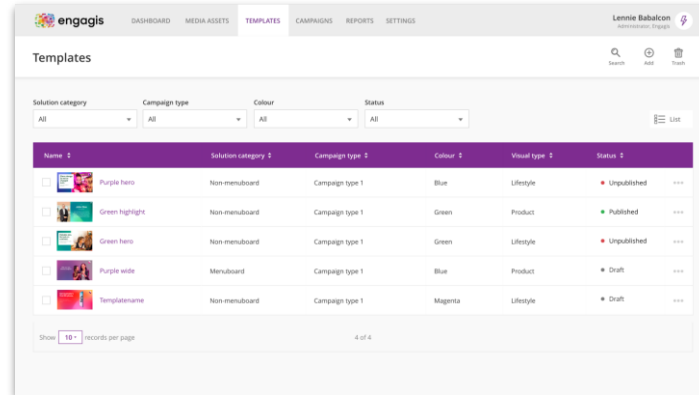 engagis DASHBOARD MEDIA ASSETS TEMPLATES CAMPAIGNS REPORTS SETTINGS Lennie Babalcon
Administrator, Engagis
Templates
Search Add Trash
Solution category Campaign type Colour Status
All All All All List
Name Solution category Campaign type Colour Visual type Status
Purple hero Non-menuboard Campaign type 1 Blue Lifestyle Unpublished
Green highlight Non-menuboard Campaign type 1 Green Product Published
Green hero Non-menuboard Campaign type 1 Green Lifestyle Unpublished
Purple wide Menuboard Campaign type 1 Blue Product Draft
Templatename Non-menuboard Campaign type 1 Magenta Lifestyle Draft
Show 10 records per page 4 of 4